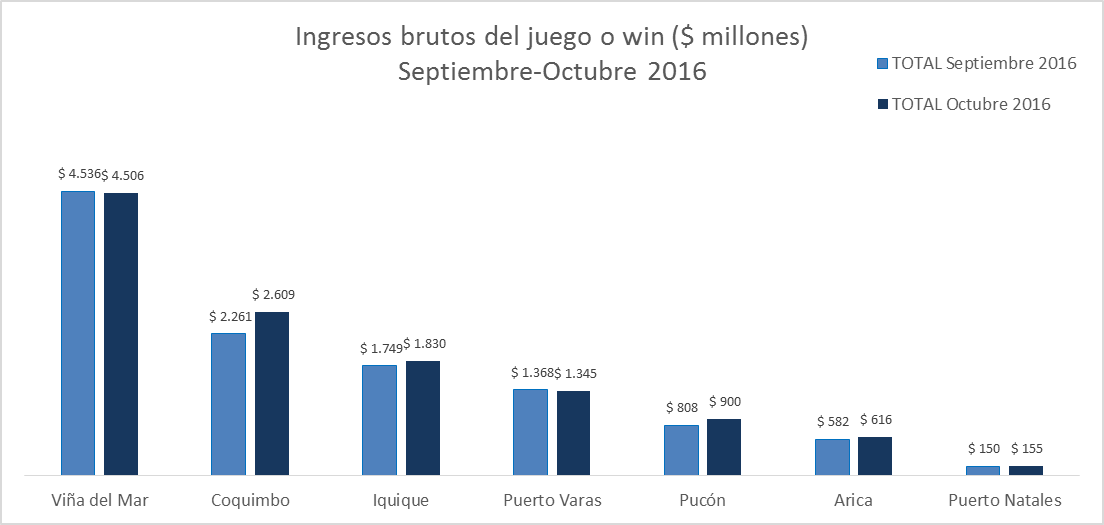 Ingresos brutos del juego o win ($ millones)
Septiembre-Octubre 2016
TOTAL Septiembre 2016
TOTAL Octubre 2016
$ 4.536 $ 4.506
$ 2.261 $ 2.609
$ 1.749 $ 1.830
$ 1.368 $ 1.345
$ 808 $ 900
$ 582 $ 616
$ 150 $ 155
Viña del Mar Coquimbo Iquique Puerto Varas Pucón Arica Puerto Natales